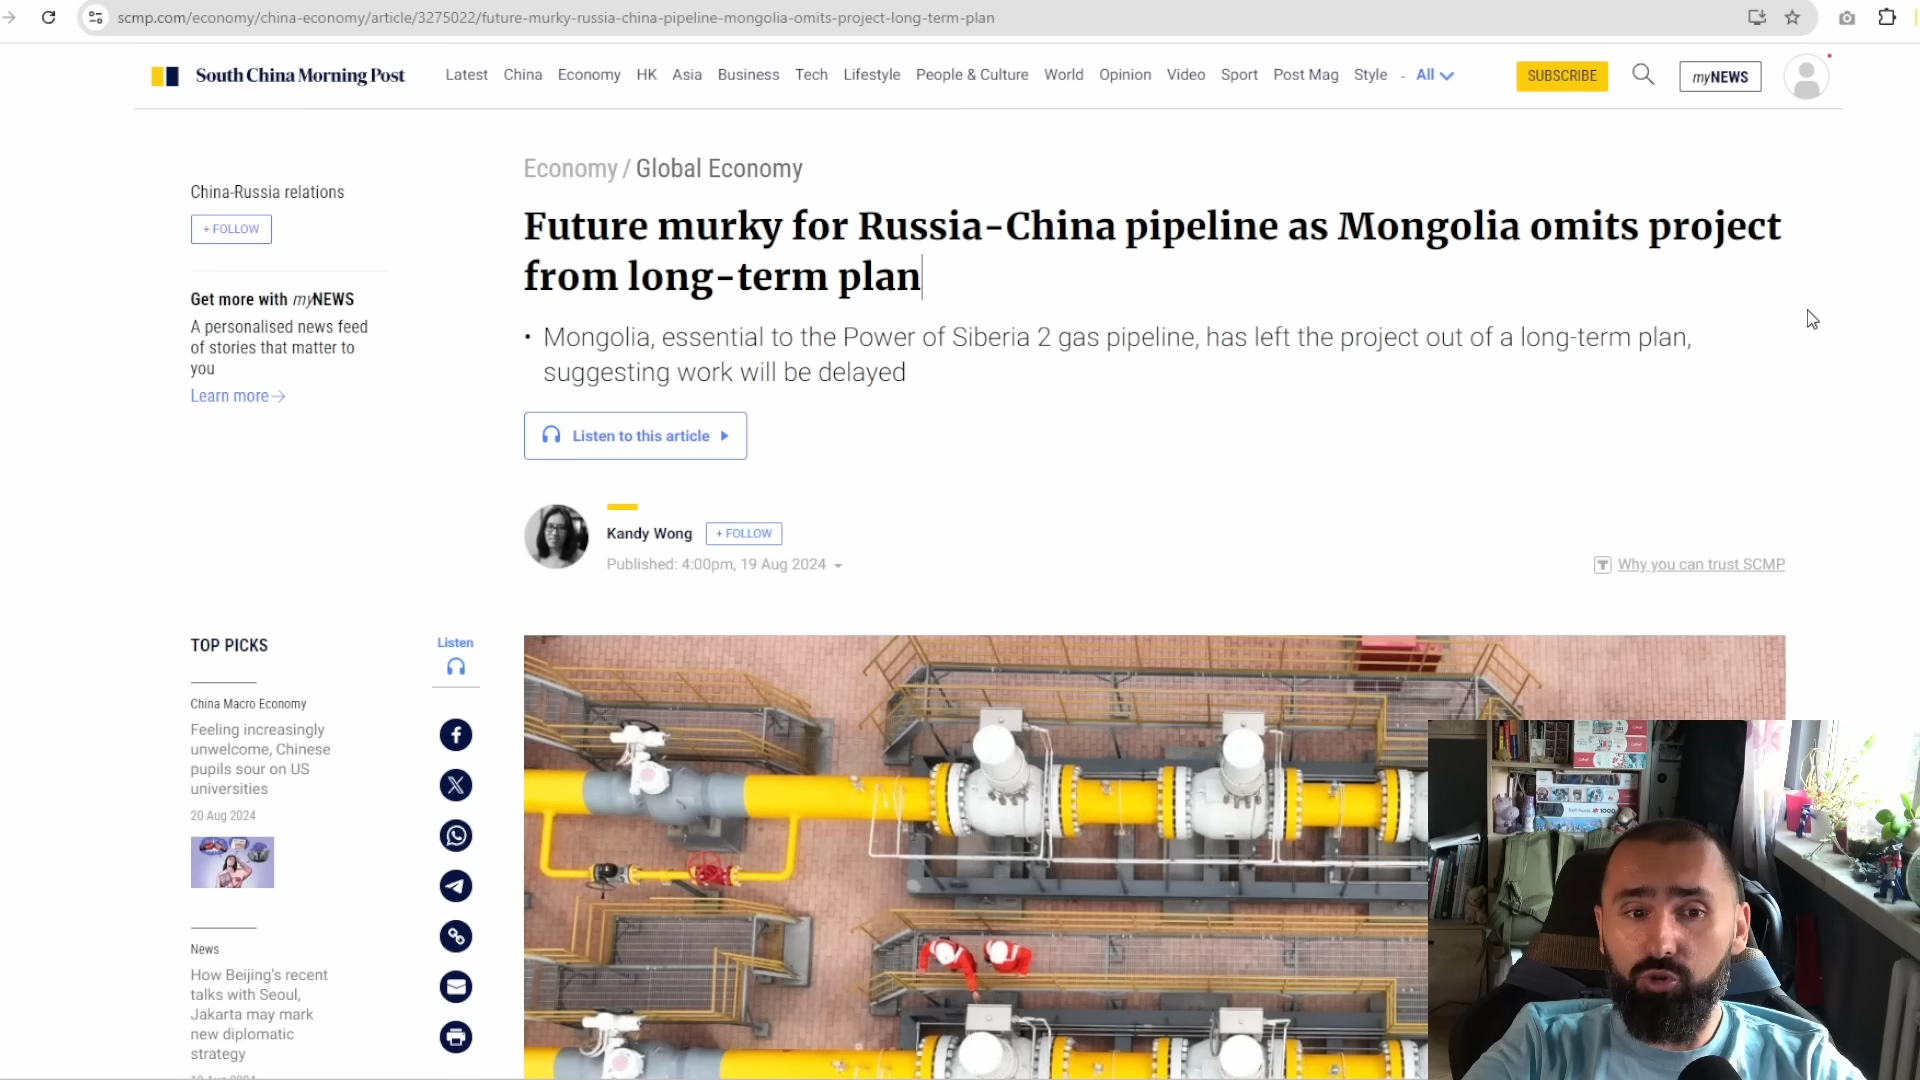 scmp.com/economy/china-economy/article/3275022/future-murky-russia-china-pipeline-mongolia-omits-project-long-term-plan
South China Morning Post
Latest China Economy HK Asia Business Tech Lifestyle People & Culture World Opinion Video Sport Post Mag Style - All
SUBSCRIBE
myNEWS
Economy / Global Economy
Future murky for Russia-China pipeline as Mongolia omits project
from long-term plan
• Mongolia, essential to the Power of Siberia 2 gas pipeline, has left the project out of a long-term plan,
suggesting work will be delayed
Listen to this article
Kandy Wong
+ FOLLOW
Published: 4:00pm, 19 Aug 2024
Why you can trust SCMP
China-Russia relations
+ FOLLOW
Get more with myNEWS
A personalised news feed
of stories that matter to
you
Learn more
TOP PICKS
China Macro Economy
Feeling increasingly
unwelcome, Chinese
pupils sour on US
universities
20 Aug 2024
News
How Beijing's recent
talks with Seoul,
Jakarta may mark
new diplomatic
strategy
Listen